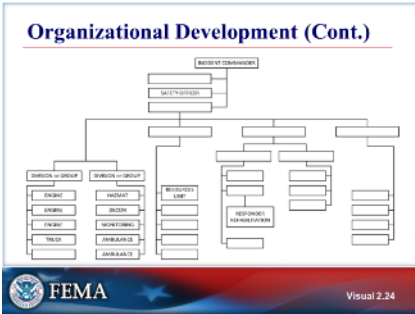 Organizational Development (Cont.)
INCIDENT COMMANDER
SAFETY OFFICER
DIVISION or GROUP
DIVISION or GROUP
ENGINE
HAZMAT
RESOURCES
UNIT
ENGINE
DECON
ENGINE
MONITORING
RESPONDER
REHABILITATION
TRUCK
AMBULANCE
AMBULANCE
FEMA
Visual 2.24